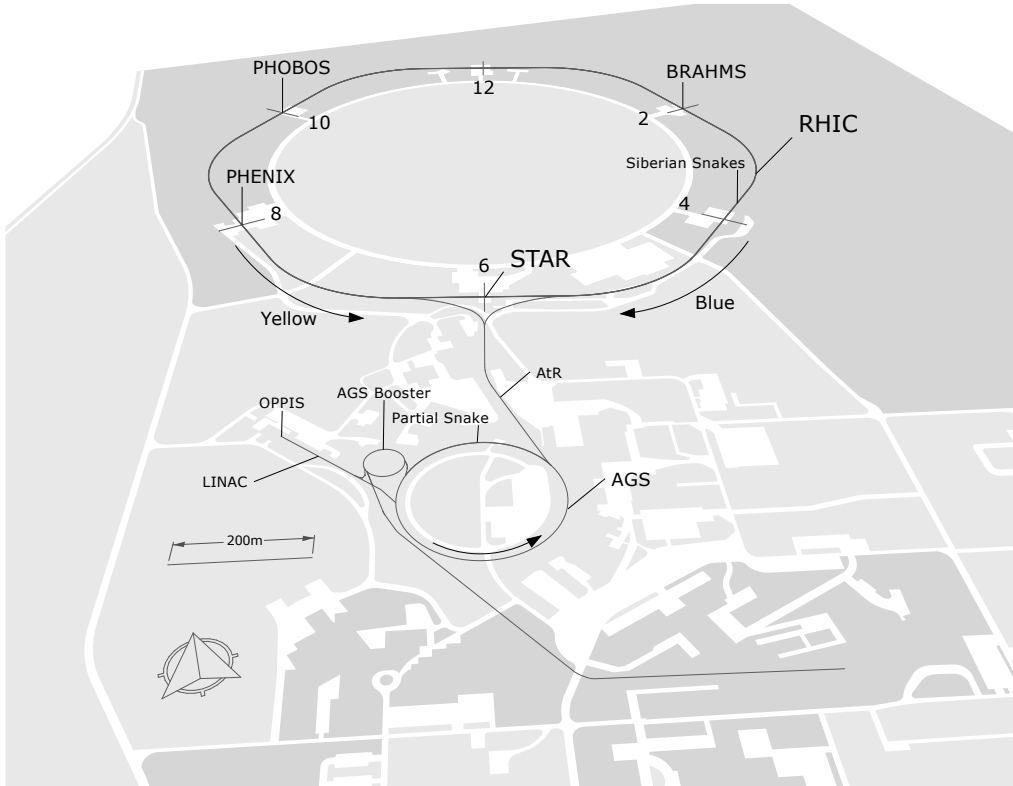 PHOBOS
BRAHMS
12
10
2
RHIC
Siberian Snakes
PHENIX
8
4
6
STAR
Yellow
Blue
AtR
AGS Booster
OPPIS
Partial Snake
LINAC
AGS
200m